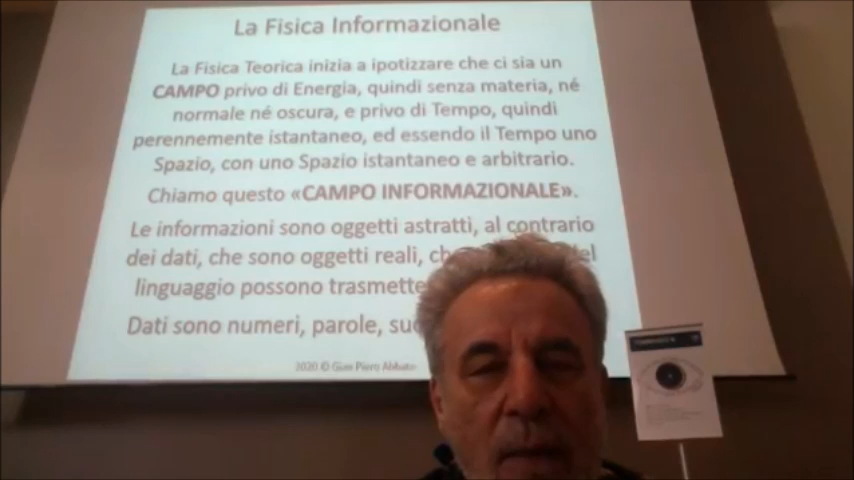 La Fisica Informazionale
La Fisica Teorica inizia a ipotizzare che ci sia un
CAMPO privo di Energia, quindi senza materia, né
normale né oscura, e privo di Tempo, quindi
perennemente istantaneo, ed essendo il Tempo uno
Spazio, con uno Spazio istantaneo e arbitrario.
Chiamo questo «CAMPO INFORMAZIONALE».
Le informazioni sono oggetti astratti, al contrario
dei dati, che sono oggetti reali, che
linguaggio possono
Dati sono numeri, parole,
2020 © Gian Piero Abbate